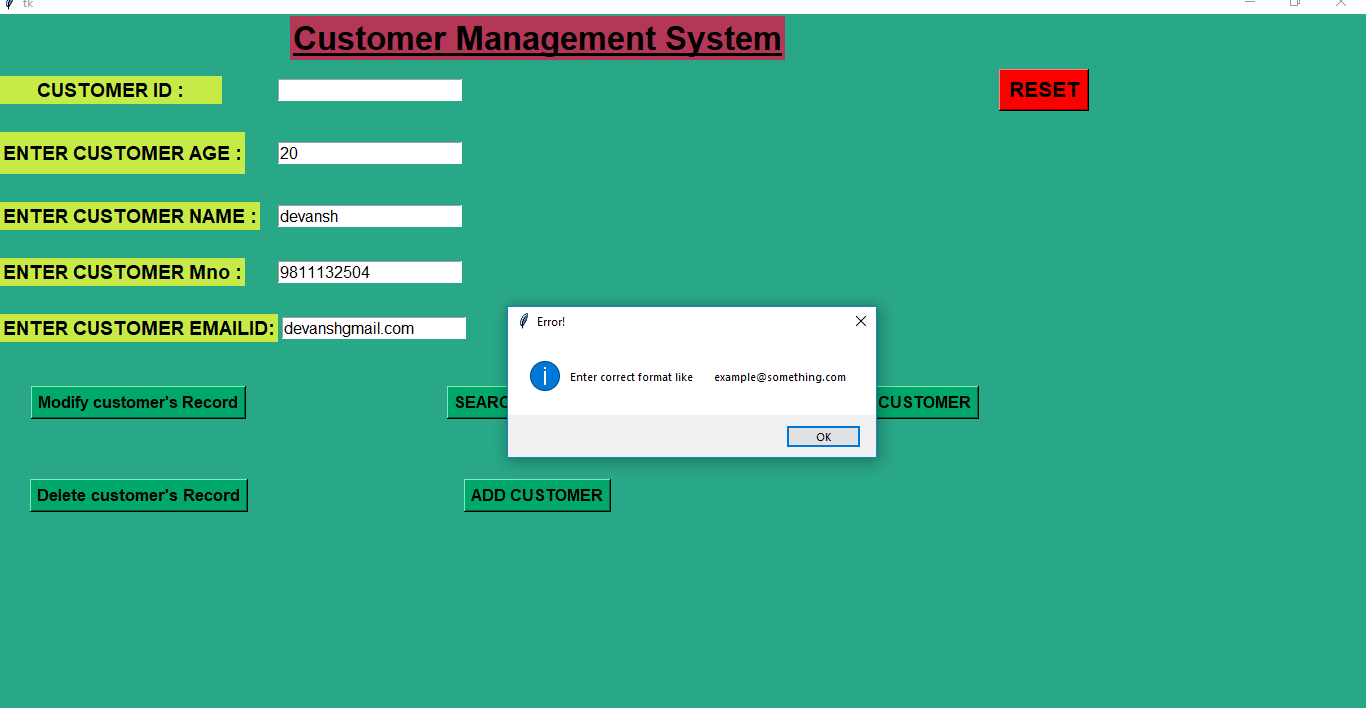 tk
Customer Management System
CUSTOMER ID :
RESET
ENTER CUSTOMER AGE :
20
ENTER CUSTOMER NAME :
devansh
ENTER CUSTOMER Mno :
9811132504
ENTER CUSTOMER EMAILID:
devanshgmail.com
Error!
Enter correct format like example@something.com
OK
Modify customer's Record
CUSTOMER
Delete customer's Record
ADD CUSTOMER